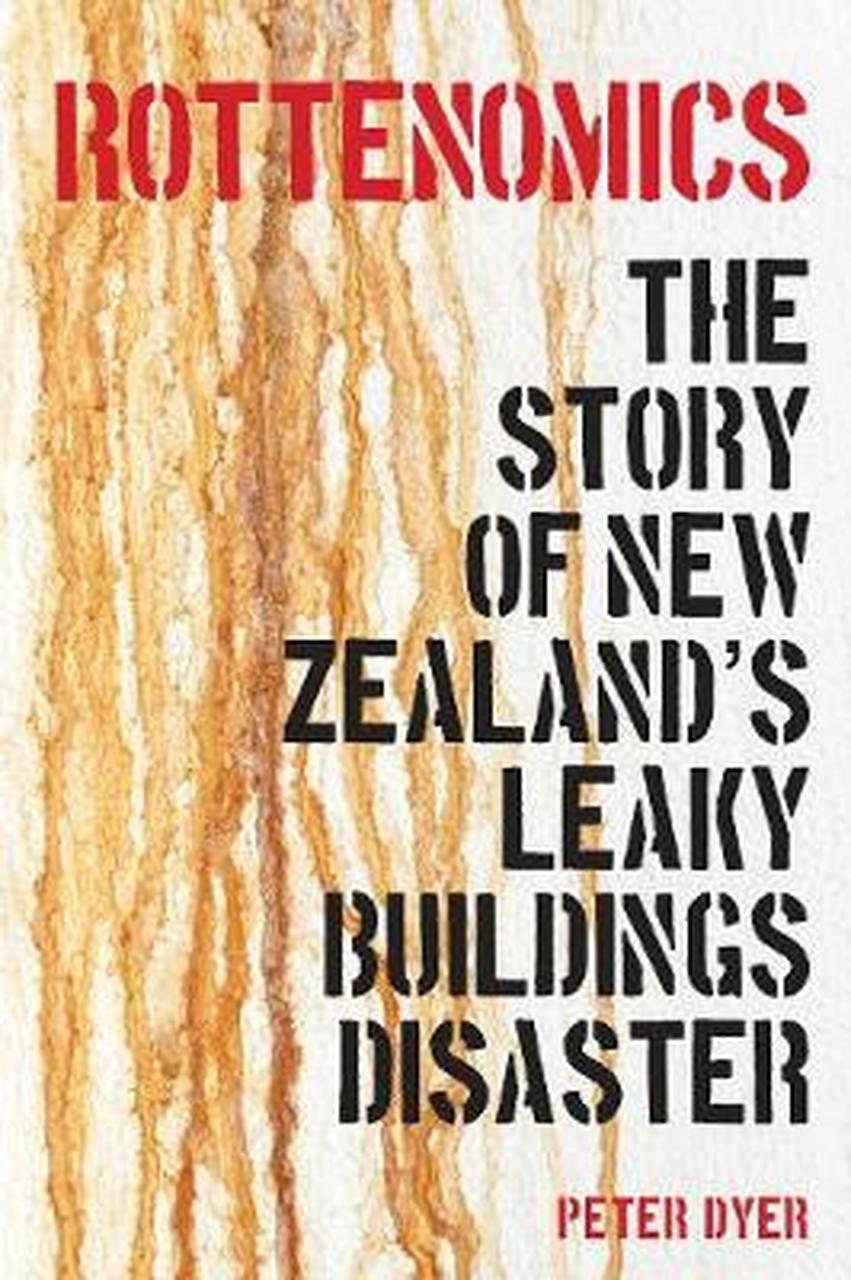 ROTTENOMICS
THE
STORY
OF NEW
ZEALAND'S
LEAKY
BUILDINGS
DISASTER
PETER DYER